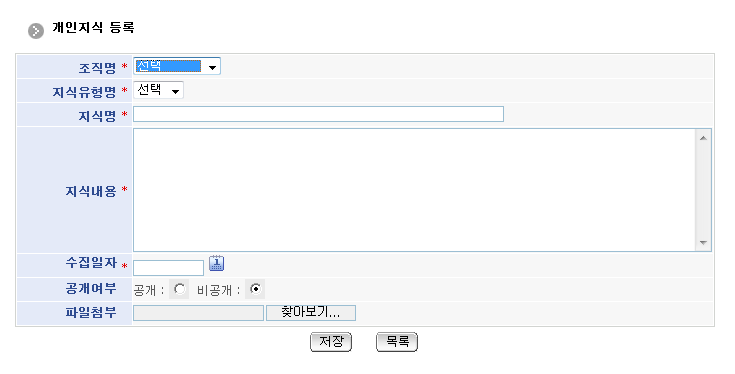 개인지식 등록
조직명 * 선택
지식유형명 * 선택
지식명 *
지식내용 *
수집일자 *
1
공개여부 공개 : 비공개 :
파일첨부 찾아보기...
저장 목록